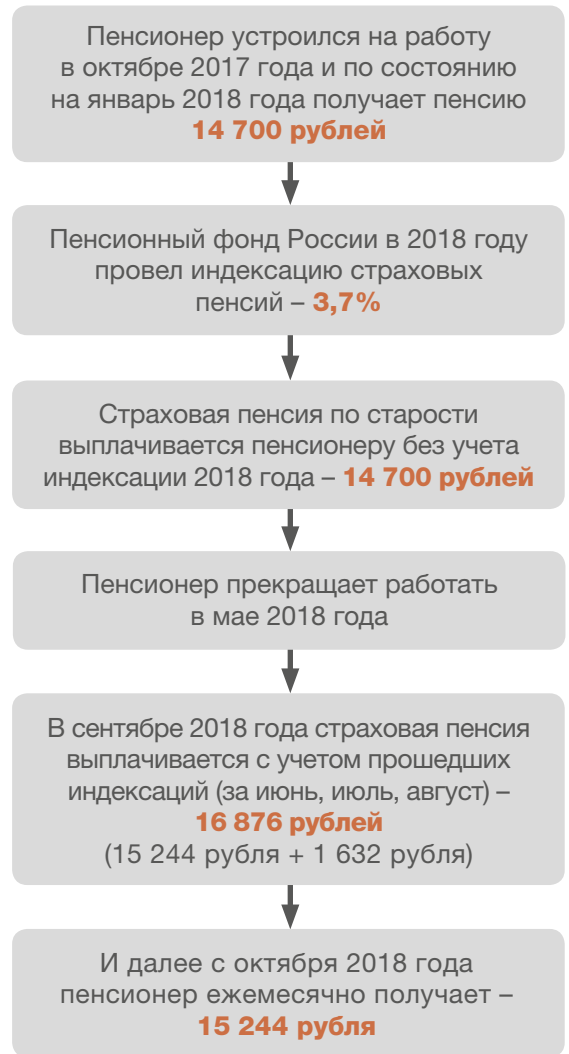 Пенсионер устроился на работу
в октябре 2017 года и по состоянию
на январь 2018 года получает пенсию
14 700 рублей
Пенсионный фонд России в 2018 году
провел индексацию страховых
пенсий – 3,7%
Страховая пенсия по старости
выплачивается пенсионеру без учета
индексации 2018 года – 14 700 рублей
Пенсионер прекращает работать
в мае 2018 года
В сентябре 2018 года страховая пенсия
выплачивается с учетом прошедших
индексаций (за июнь, июль, август) –
16 876 рублей
(15 244 рубля + 1 632 рубля)
И далее с октября 2018 года
пенсионер ежемесячно получает –
15 244 рубля